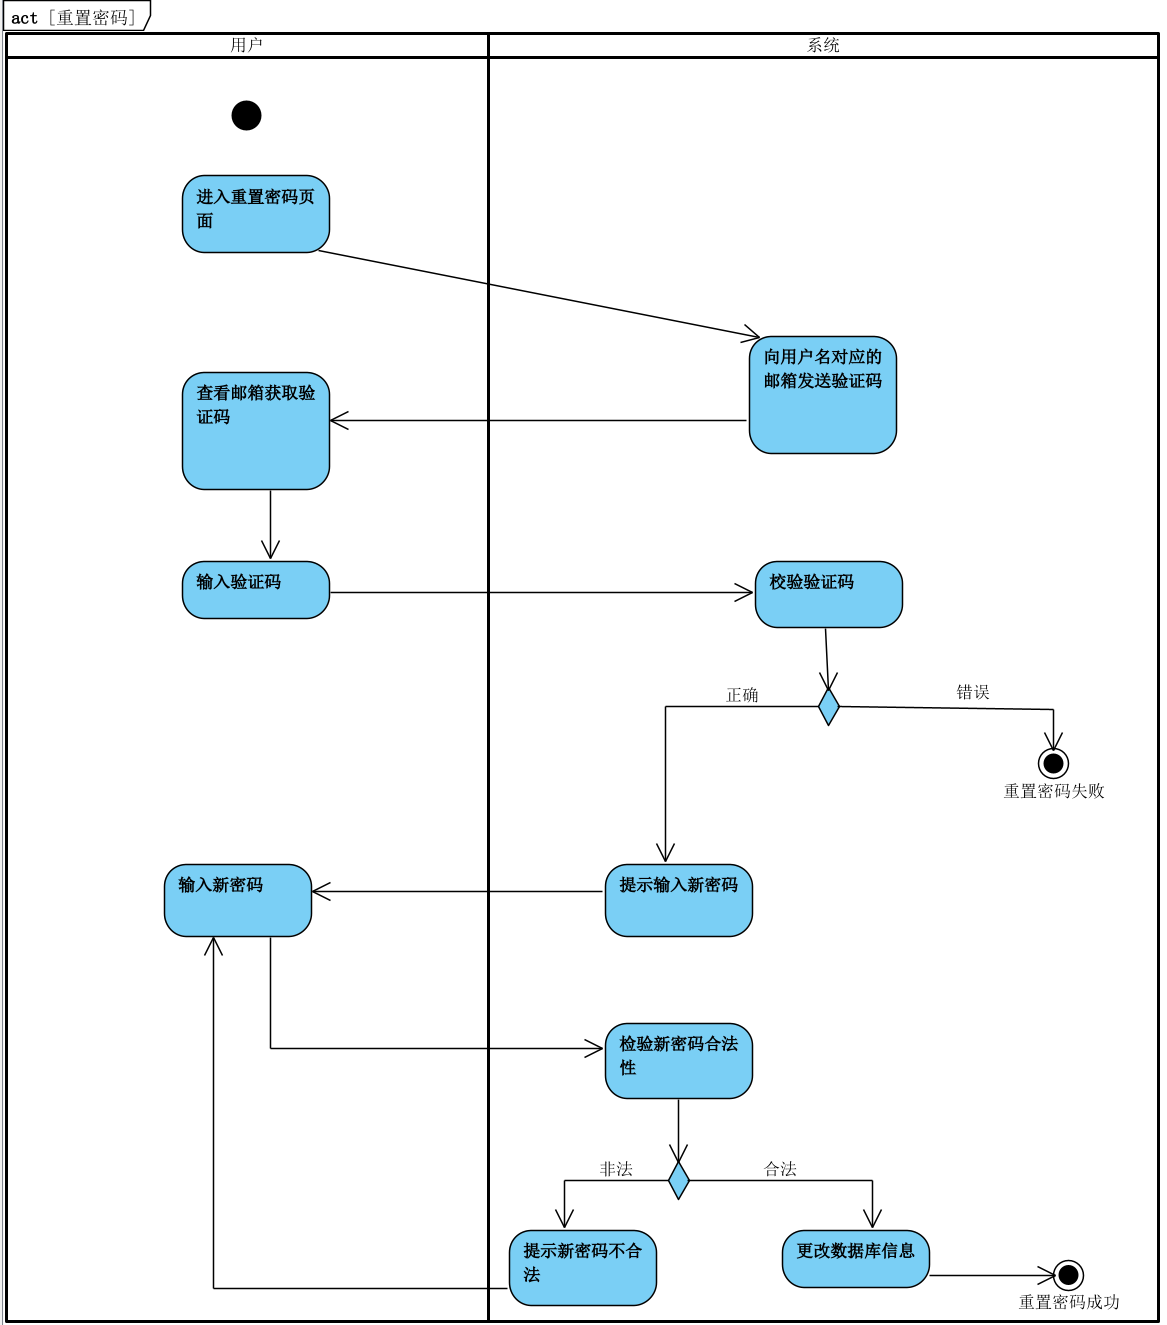 act [重置密码]
用户
系统
进入重置密码页
面
向用户名对应的
邮箱发送验证码
查看邮箱获取验
证码
输入验证码
校验验证码
正确
错误
重置密码失败
输入新密码
提示输入新密码
检验新密码合法
性
非法
合法
提示新密码不合
法
更改数据库信息
重置密码成功